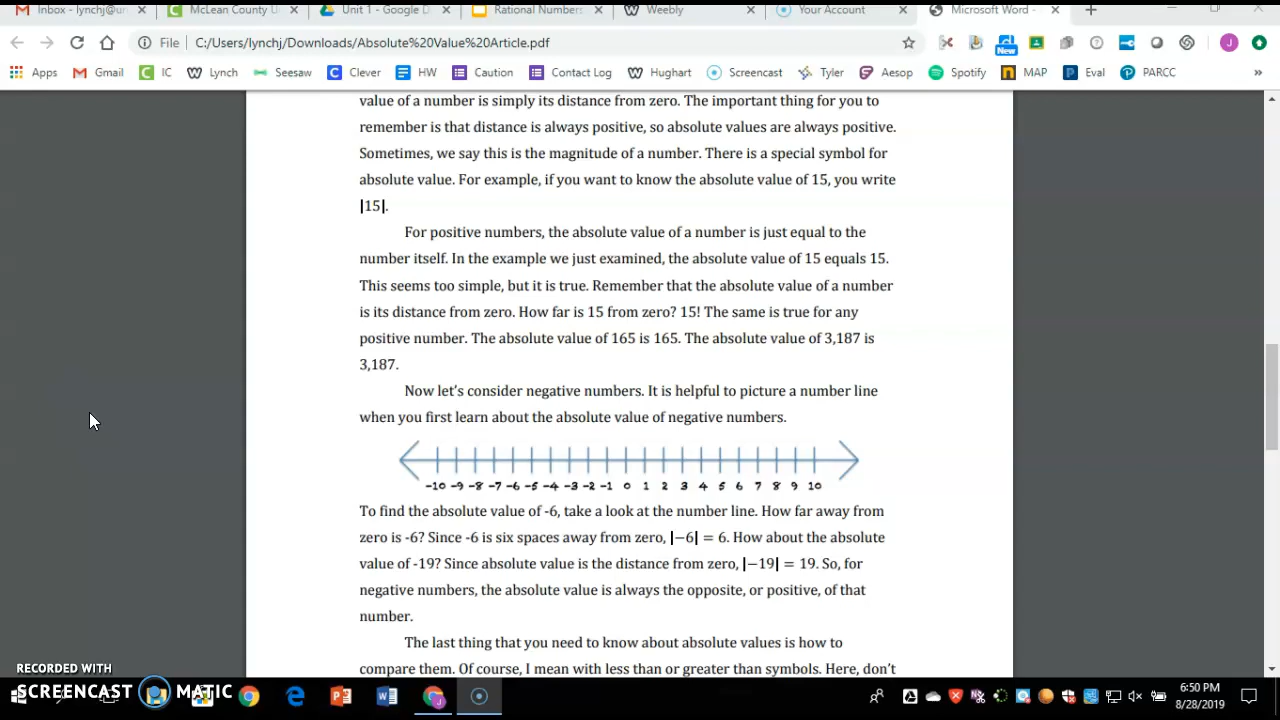 Inbox - lynchj@ur
McLean County U
Unit 1 - Google D
Rational Numbers
Weebly
Your Account
Microsoft Word -
File
C:/Users/lynchj/Downloads/Absolute%20Value%20Article.pdf
New
J
Apps Gmail IC Lynch Seesaw Clever HW Caution Contact Log Hughart Screencast Tyler Aesop Spotify MAP Eval PARCC »
value of a number is simply its distance from zero. The important thing for you to
remember is that distance is always positive, so absolute values are always positive.
Sometimes, we say this is the magnitude of a number. There is a special symbol for
absolute value. For example, if you want to know the absolute value of 15, you write
|15|.
For positive numbers, the absolute value of a number is just equal to the
number itself. In the example we just examined, the absolute value of 15 equals 15.
This seems too simple, but it is true. Remember that the absolute value of a number
is its distance from zero. How far is 15 from zero? 15! The same is true for any
positive number. The absolute value of 165 is 165. The absolute value of 3,187 is
3,187.
Now let's consider negative numbers. It is helpful to picture a number line
when you first learn about the absolute value of negative numbers.
-10 -9 -8 -7 -6 -5 -4 -3 -2 -1 0 1 2 3 4 5 6 7 8 9 10
To find the absolute value of -6, take a look at the number line. How far away from
zero is -6? Since -6 is six spaces away from zero, |−6| = 6. How about the absolute
value of -19? Since absolute value is the distance from zero, |−19| = 19. So, for
negative numbers, the absolute value is always the opposite, or positive, of that
number.
The last thing that you need to know about absolute values is how to
compare them. Of course, I mean with less than or greater than symbols. Here, don't
RECORDED WITH
SCREENCAST MATIC
6:50 PM
8/28/2019